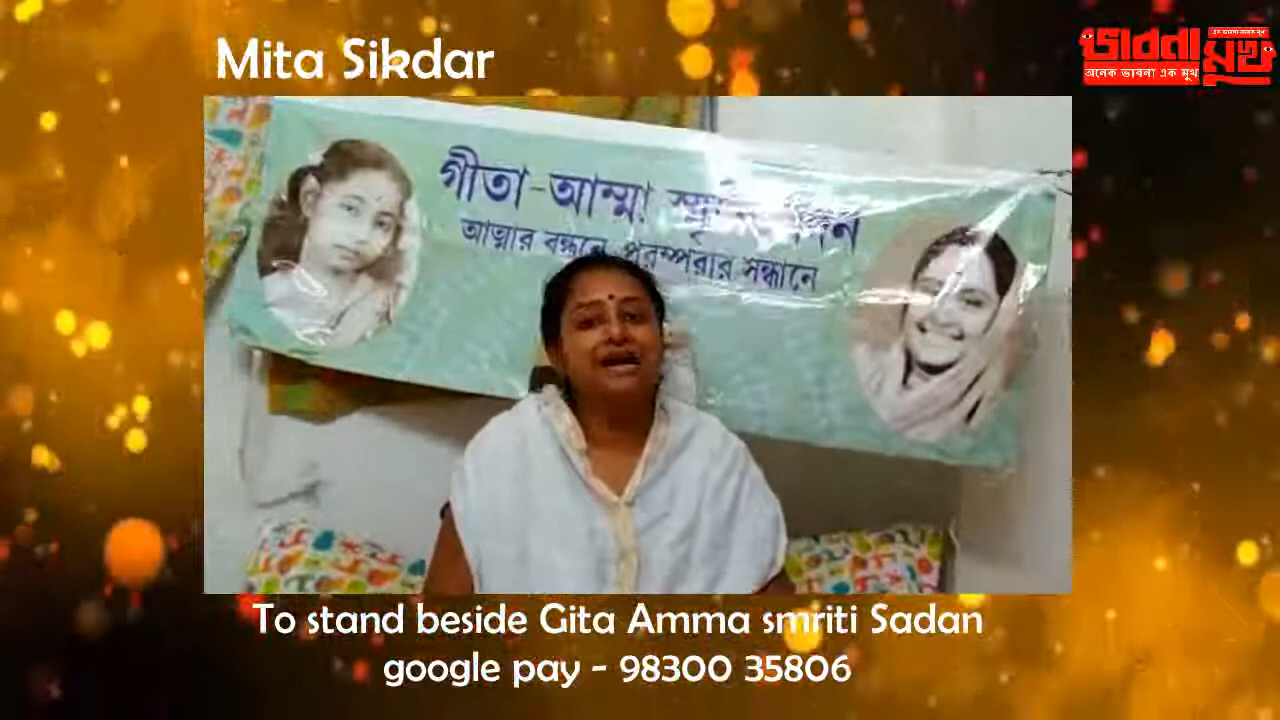 Mita Sikdar
ভাবনা
মুখ
অনেক ভাবনা এক মুখ
গীতা-আম্মা
আত্মার বন্ধনে পরম্পরার সন্ধানে
To stand beside Gita Amma smriti Sadan
google pay - 98300 35806